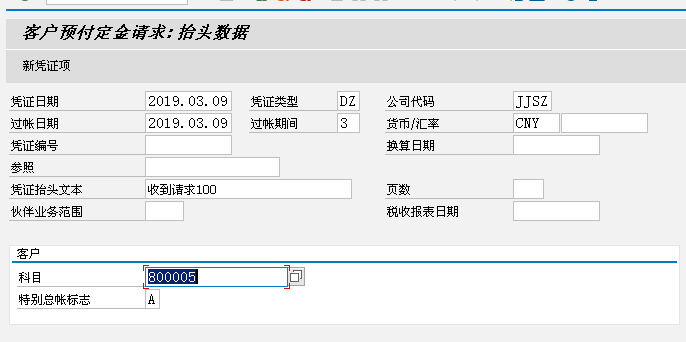 客户预付定金请求:抬头数据
新凭证项
凭证日期 2019.03.09 凭证类型 DZ 公司代码 JJSZ
过帐日期 2019.03.09 过帐期间 3 货币/汇率 CNY
凭证编号 换算日期
参照
凭证抬头文本 收到请求100 页数
伙伴业务范围 税收报表日期
客户
科目 800005
特别总帐标志 A